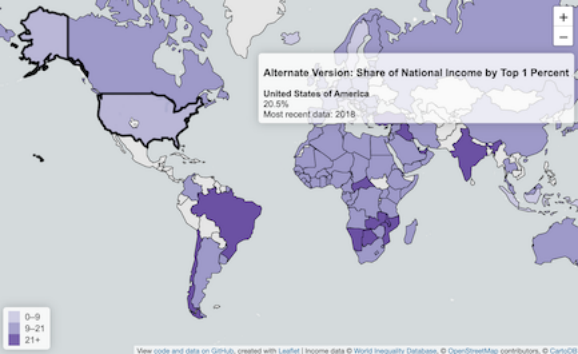 +
−
Alternate Version: Share of National Income by Top 1 Percent
United States of America
20.5%
Most recent data: 2018
0–9
9–21
21+
View code and data on GitHub, created with Leaflet | Income data © World Inequality Database, © OpenStreetMap contributors, © CartoDB